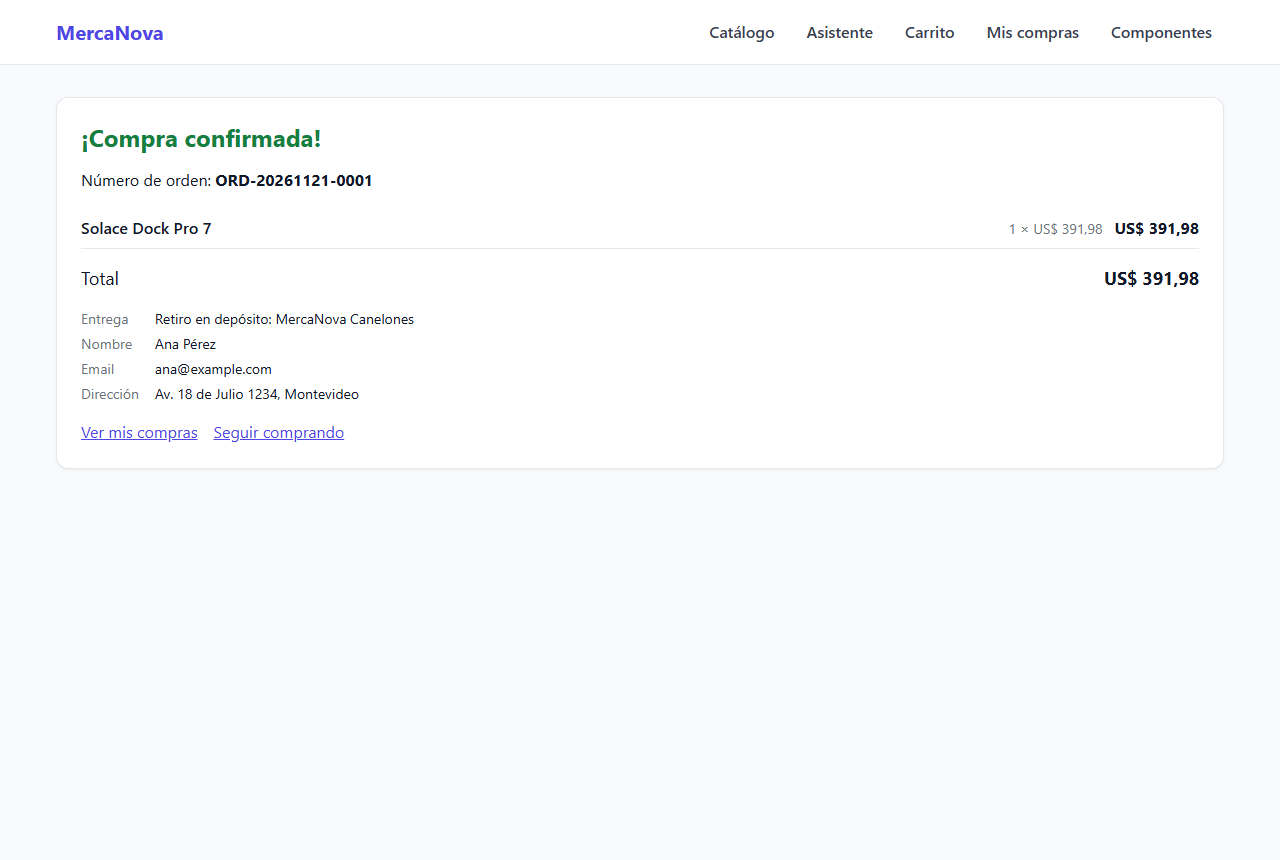 MercaNova
Catálogo Asistente Carrito Mis compras Componentes
¡Compra confirmada!
Número de orden: ORD-20261121-0001
Solace Dock Pro 7 1 × US$ 391,98 US$ 391,98
Total US$ 391,98
Entrega Retiro en depósito: MercaNova Canelones
Nombre Ana Pérez
Email ana@example.com
Dirección Av. 18 de Julio 1234, Montevideo
Ver mis compras Seguir comprando